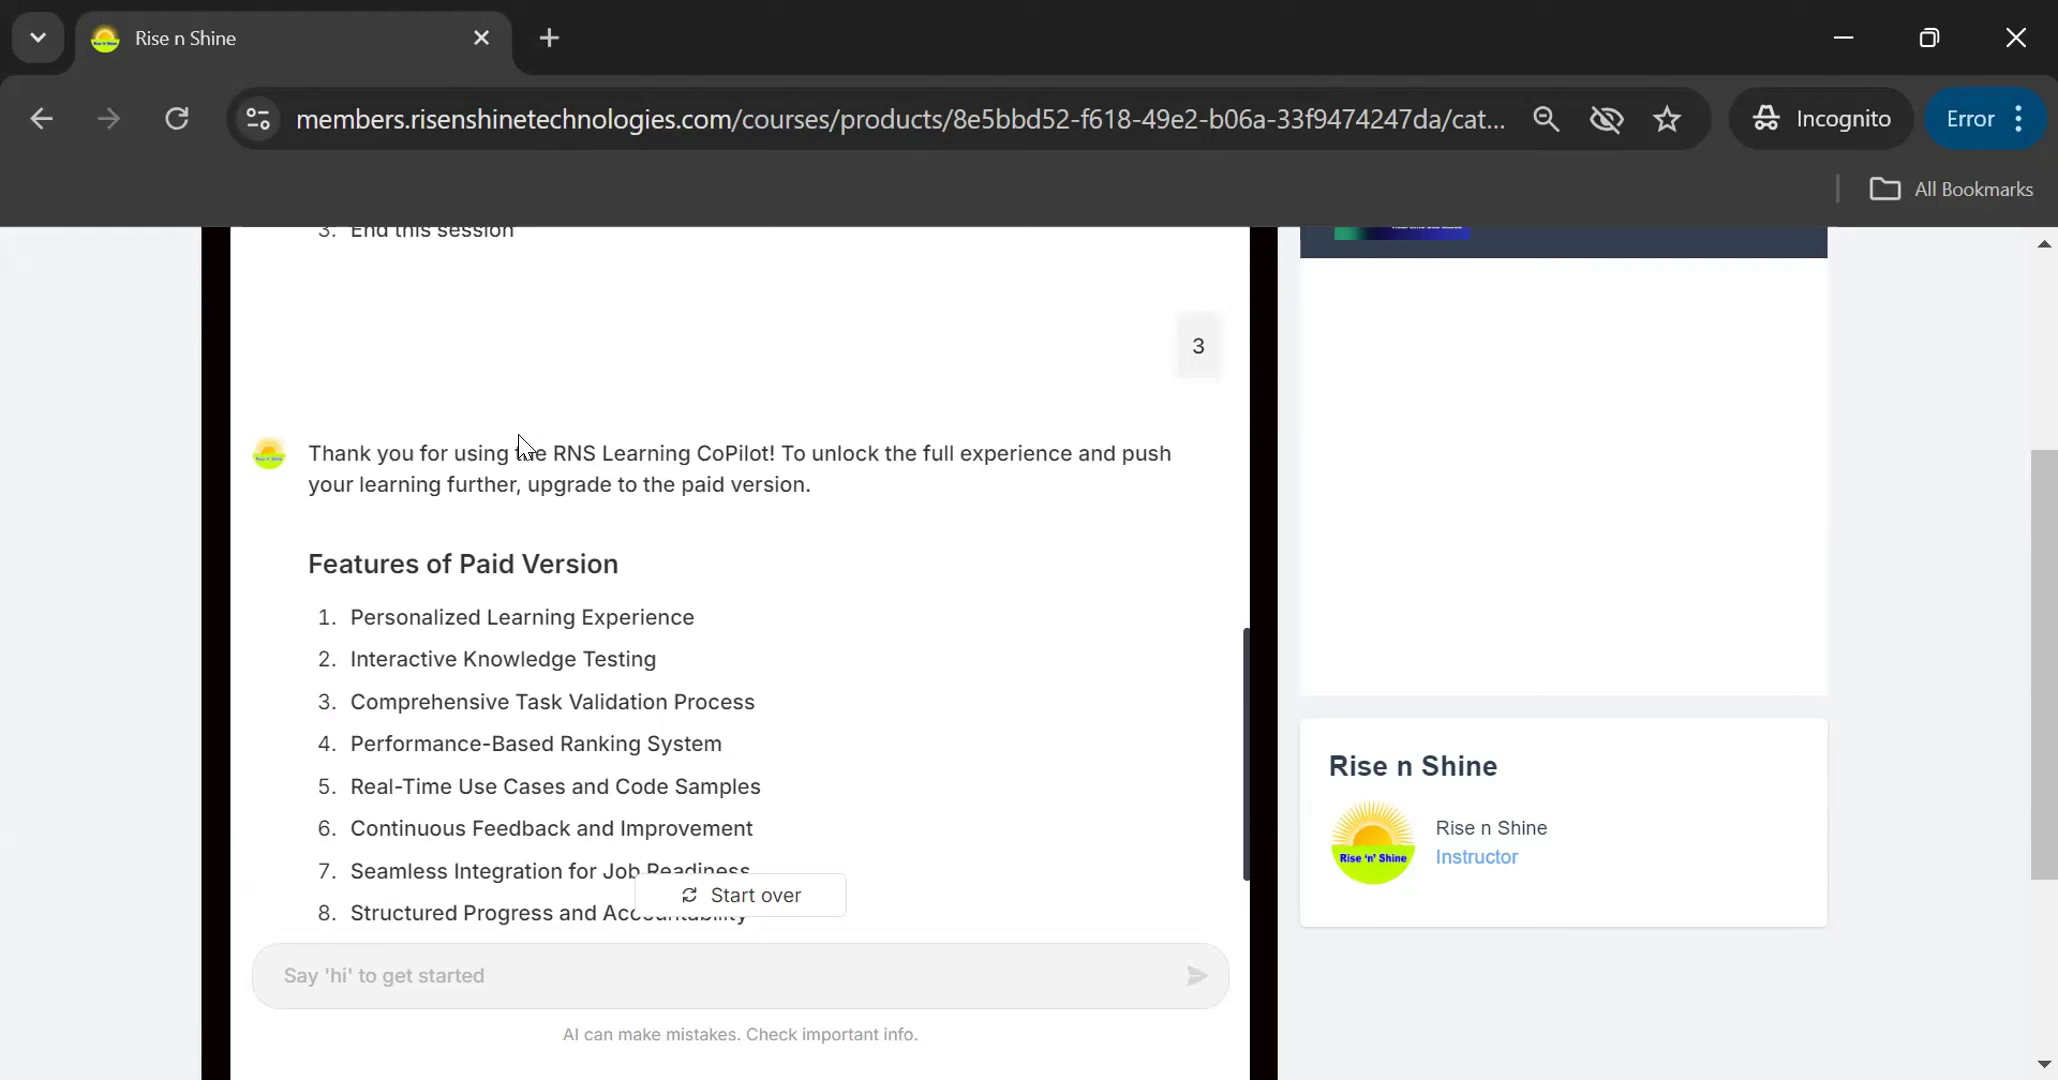 Rise n Shine
members.risenshinetechnologies.com/courses/products/8e5bbd52-f618-49e2-b06a-33f9474247da/cat...
Incognito
Error
All Bookmarks
3. End this session
3
Thank you for using the RNS Learning CoPilot! To unlock the full experience and push
your learning further, upgrade to the paid version.
Features of Paid Version
1. Personalized Learning Experience
2. Interactive Knowledge Testing
3. Comprehensive Task Validation Process
4. Performance-Based Ranking System
5. Real-Time Use Cases and Code Samples
6. Continuous Feedback and Improvement
7. Seamless Integration for Job Readiness
8. Structured Progress and Accountability
Start over
Say 'hi' to get started
AI can make mistakes. Check important info.
Rise n Shine
Rise 'n' Shine
Rise n Shine
Instructor